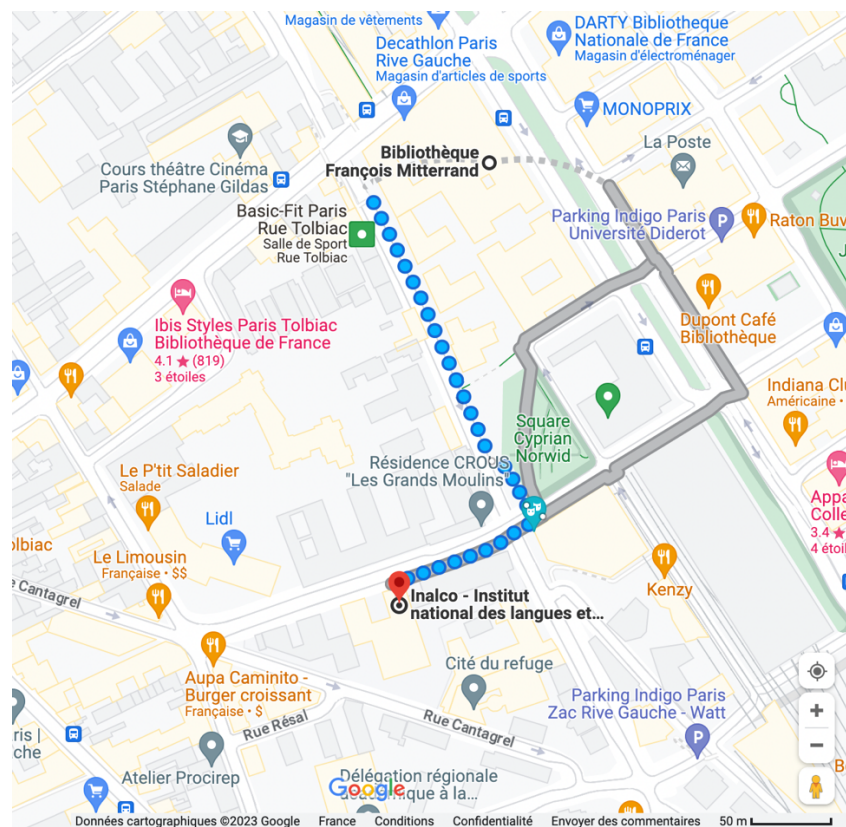 Magasin de vêtements
DARTY Bibliotheque
Nationale de France
Magasin d'électroménager
Decathlon Paris
Rive Gauche
Magasin d'articles de sports
MONOPRIX
La Poste
Bibliothèque
François Mitterrand
Cours théâtre Cinéma
Paris Stéphane Gildas
Basic-Fit Paris
Rue Tolbiac
Salle de Sport
Rue Tolbiac
Parking Indigo Paris
Université Diderot
Raton Buv
J
Ibis Styles Paris Tolbiac
Bibliothèque de France
4.1 ★ (819)
3 étoiles
Dupont Café
Bibliothèque
Indiana Clu
Américaine •
Square
Cyprian
Norwid
Résidence CROUS
"Les Grands Moulins"
Le P'tit Saladier
Salade
Lidl
Appa
Colle
3.4 ★
4 étoil
olbiac
Le Limousin
Française • $$
e Cantagrel
Kenzy
Inalco - Institut
national des langues et...
Cité du refuge
Aupa Caminito -
Burger croissant
Française • $
Rue Résal
Rue Cantagrel
Parking Indigo Paris
Zac Rive Gauche - Watt
P
P
ris |
che
Atelier Procirep
Délégation régionale
académique à la...
Google
B
Données cartographiques ©2023 Google France Conditions Confidentialité Envoyer des commentaires 50 m